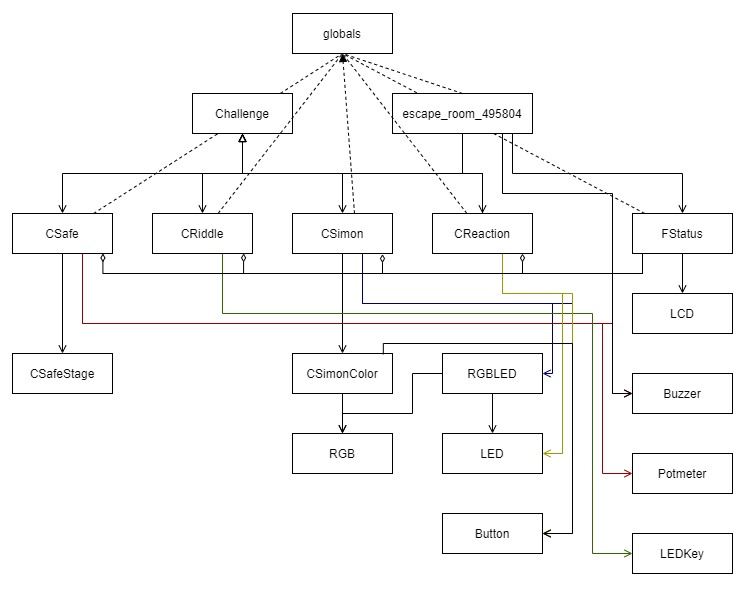 globals
Challenge
escape_room_495804
CSafe
CRiddle
CSimon
CReaction
FStatus
LCD
CSafeStage
CSimonColor
RGBLED
Buzzer
RGB
LED
Potmeter
Button
LEDKey